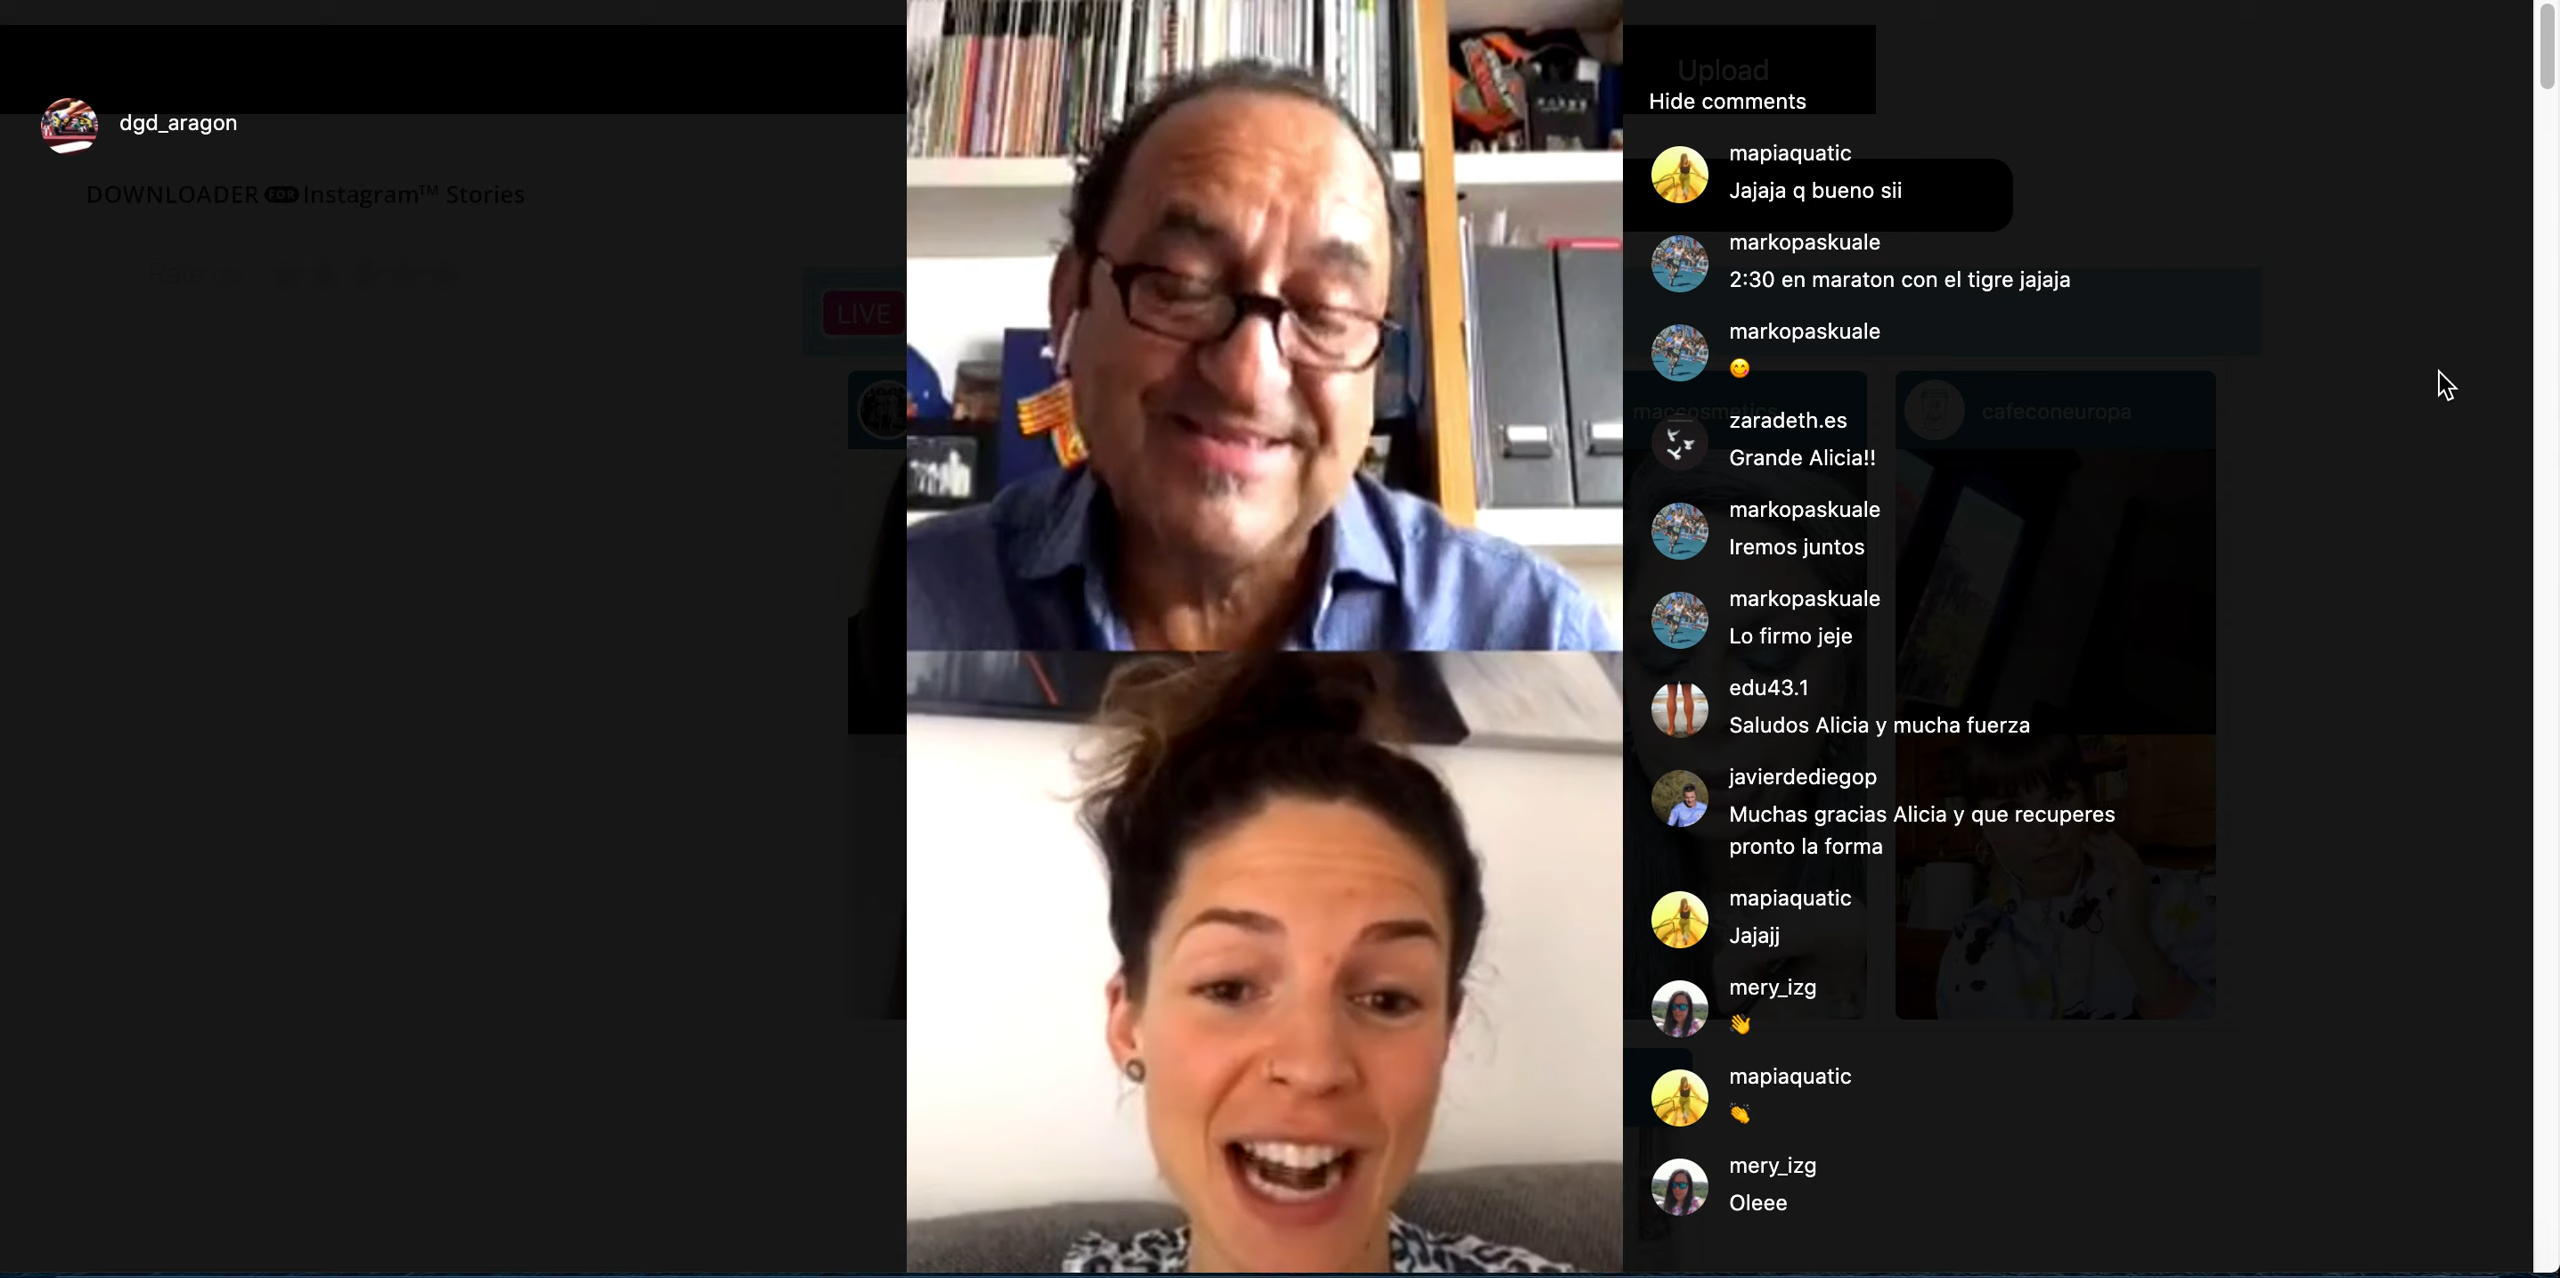 Upload
Hide comments
dgd_aragon
DOWNLOADER FOR Instagram™ Stories
LIVE
mapiaquatic
Jajaja q bueno sii
markopaskuale
2:30 en maraton con el tigre jajaja
markopaskuale
😋
maccosmetics
cafeconeuropa
zaradeth.es
Grande Alicia!!
markopaskuale
Iremos juntos
markopaskuale
Lo firmo jeje
edu43.1
Saludos Alicia y mucha fuerza
javierdediegop
Muchas gracias Alicia y que recuperes
pronto la forma
mapiaquatic
Jajajj
mery_izg
👋
mapiaquatic
👏
mery_izg
Oleee